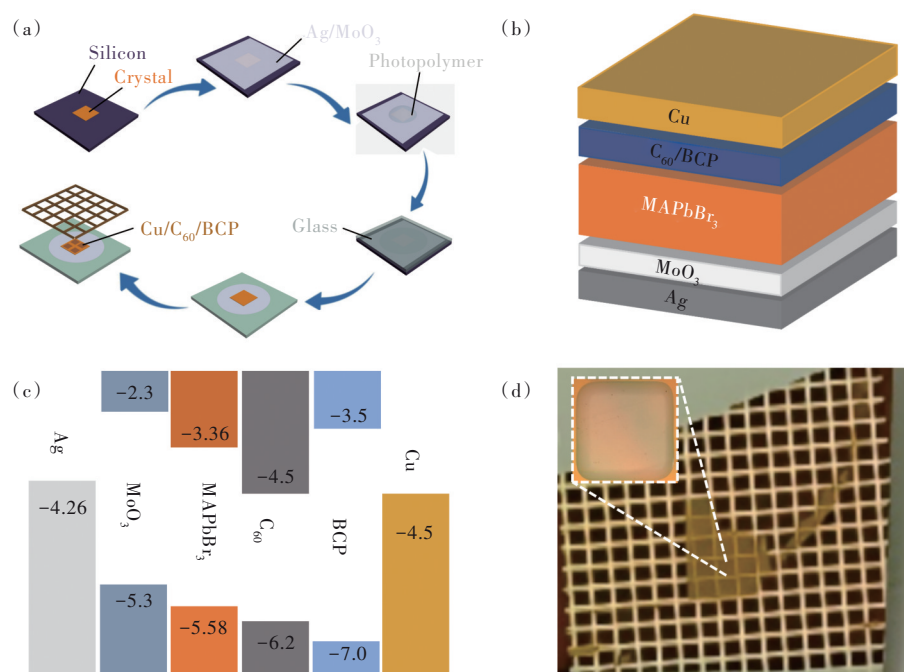 (a)
Silicon
Crystal
Ag/MoO₃
Photopolymer
Glass
Cu/C₆₀/BCP
(b)
Cu
C₆₀/BCP
MAPbBr₃
MoO₃
Ag
(c)
Ag
−4.26
−2.3
MoO₃
−5.3
−3.36
MAPbBr₃
−5.58
−4.5
C₆₀
−6.2
−3.5
BCP
−7.0
Cu
−4.5
(d)